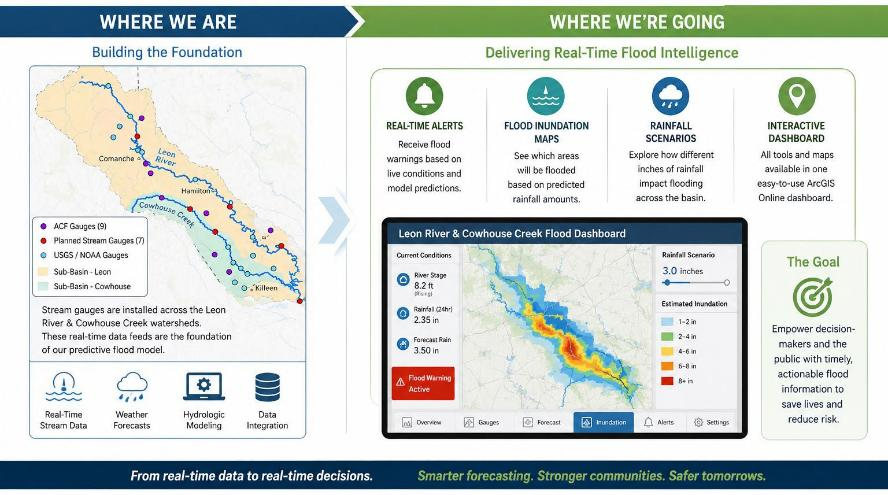 WHERE WE ARE
Building the Foundation
Comanche
Leon
River
Hamilton
Cowhouse Creek
Killeen
ACF Gauges (9)
Planned Stream Gauges (7)
USGS / NOAA Gauges
Sub-Basin - Leon
Sub-Basin - Cowhouse
Stream gauges are installed across the Leon
River & Cowhouse Creek watersheds.
These real-time data feeds are the foundation
of our predictive flood model.
Real-Time
Stream Data
Weather
Forecasts
Hydrologic
Modeling
Data
Integration
WHERE WE'RE GOING
Delivering Real-Time Flood Intelligence
REAL-TIME ALERTS
Receive flood
warnings based on
live conditions and
model predictions.
FLOOD INUNDATION
MAPS
See which areas
will be flooded
based on predicted
rainfall amounts.
RAINFALL
SCENARIOS
Explore how different
inches of rainfall
impact flooding
across the basin.
INTERACTIVE
DASHBOARD
All tools and maps
available in one
easy-to-use ArcGIS
Online dashboard.
Leon River & Cowhouse Creek Flood Dashboard
Current Conditions
River Stage
8.2 ft
(Rising)
Rainfall (24hr)
2.35 in
Forecast Rain
3.50 in
Flood Warning
Active
Rainfall Scenario
3.0 inches
Estimated Inundation
1-2 in
2-4 in
4-6 in
6-8 in
8+ in
Overview
Gauges
Forecast
Inundation
Alerts
Settings
The Goal
Empower decision-
makers and the
public with timely,
actionable flood
information to
save lives and
reduce risk.
From real-time data to real-time decisions.
Smarter forecasting. Stronger communities. Safer tomorrows.